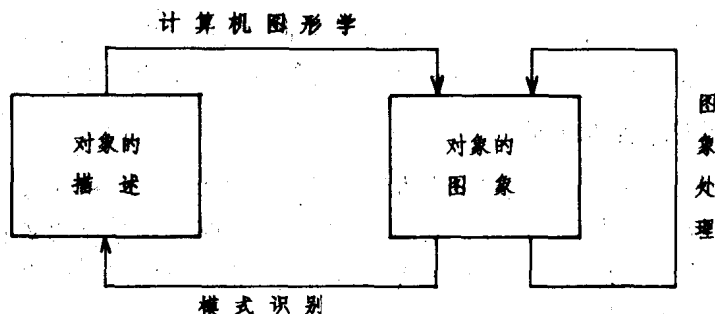 计算机图形学
对象的
描述
对象的
图象
图象处理
模式识别